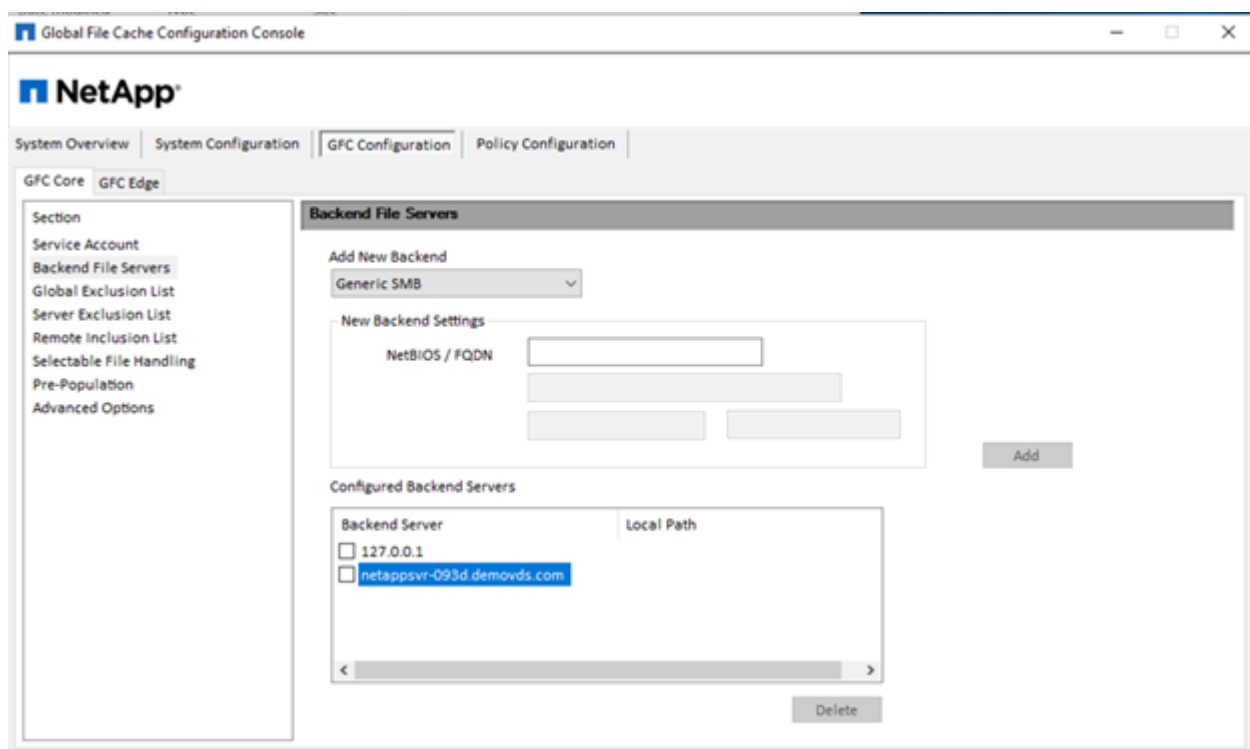 Global File Cache Configuration Console
NetApp
System Overview System Configuration GFC Configuration Policy Configuration
GFC Core GFC Edge
Section
Service Account
Backend File Servers
Global Exclusion List
Server Exclusion List
Remote Inclusion List
Selectable File Handling
Pre-Population
Advanced Options
Backend File Servers
Add New Backend
Generic SMB
New Backend Settings
NetBIOS / FQDN
Add
Configured Backend Servers
Backend Server Local Path
127.0.0.1
netappsvr-093d.demovds.com
Delete